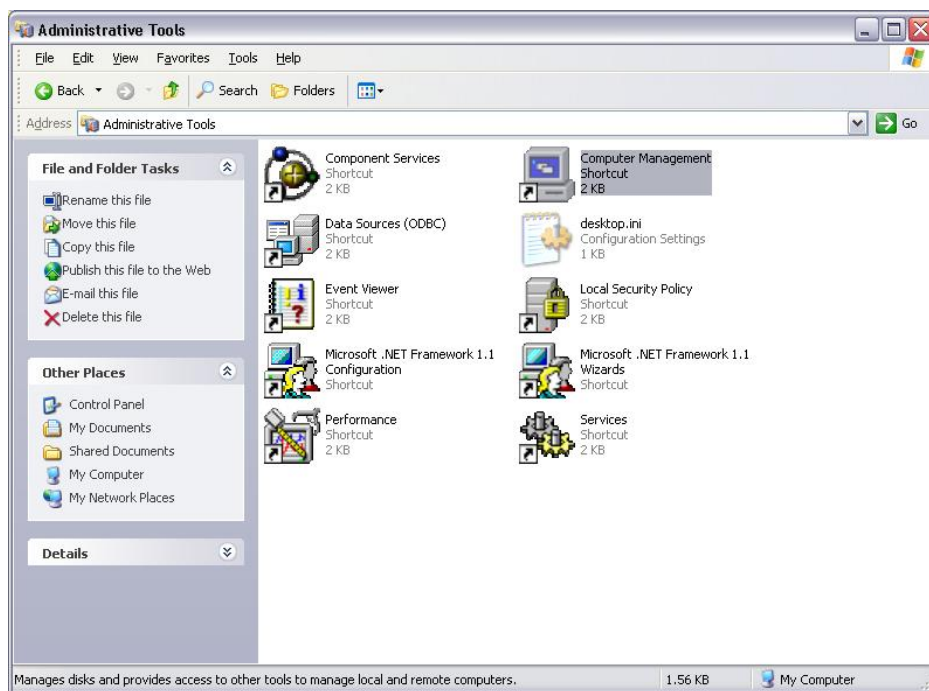 Administrative Tools
File Edit View Favorites Tools Help
Back Search Folders
Address Administrative Tools Go
File and Folder Tasks
Rename this file
Move this file
Copy this file
Publish this file to the Web
E-mail this file
Delete this file
Other Places
Control Panel
My Documents
Shared Documents
My Computer
My Network Places
Details
Component Services
Shortcut
2 KB
Computer Management
Shortcut
2 KB
Data Sources (ODBC)
Shortcut
2 KB
desktop.ini
Configuration Settings
1 KB
Event Viewer
Shortcut
2 KB
Local Security Policy
Shortcut
2 KB
Microsoft .NET Framework 1.1
Configuration
Shortcut
Microsoft .NET Framework 1.1
Wizards
Shortcut
Performance
Shortcut
2 KB
Services
Shortcut
2 KB
Manages disks and provides access to other tools to manage local and remote computers. 1.56 KB My Computer